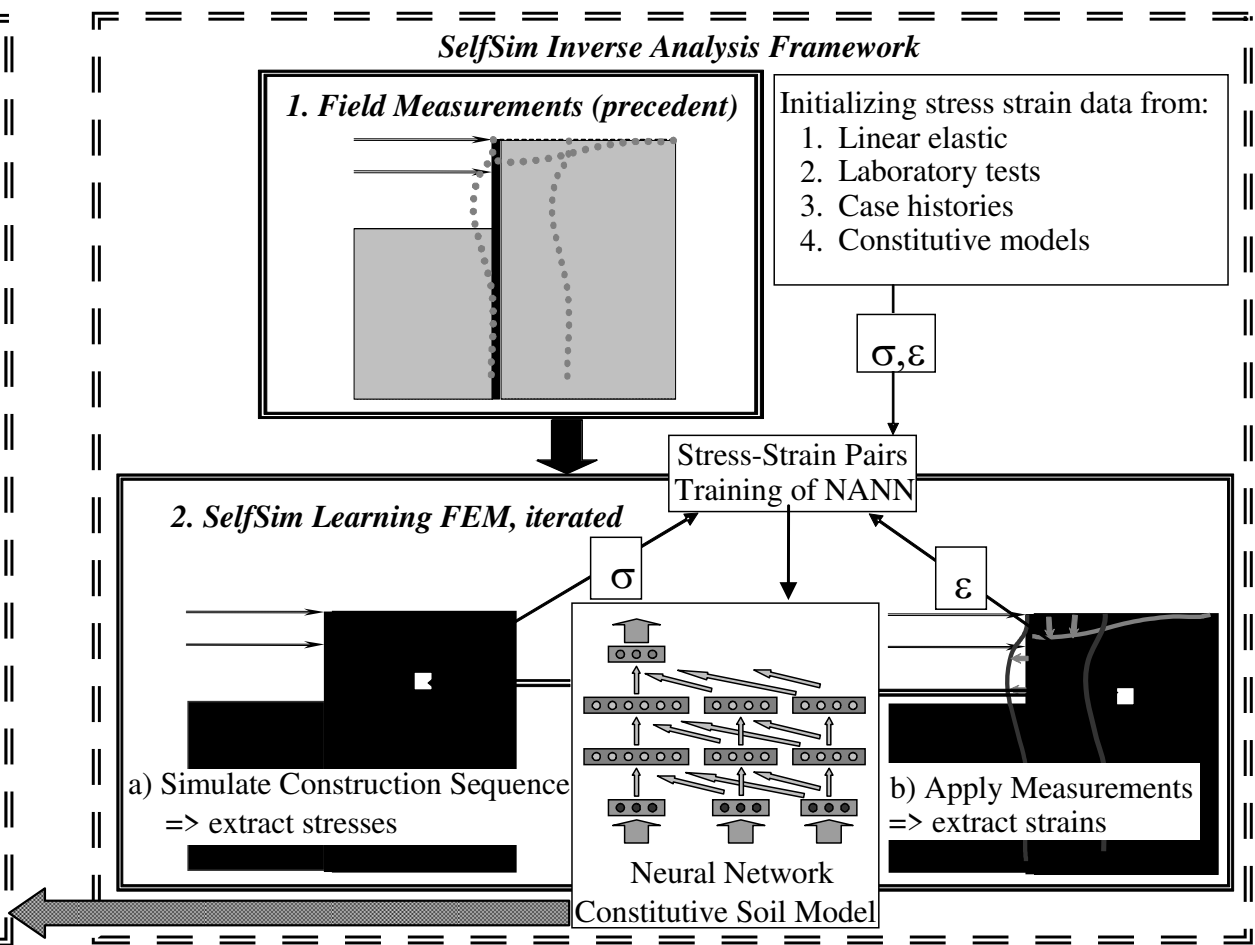 SelfSim Inverse Analysis Framework
1. Field Measurements (precedent)
Initializing stress strain data from:
1. Linear elastic
2. Laboratory tests
3. Case histories
4. Constitutive models
σ,ε
Stress-Strain Pairs
Training of NANN
2. SelfSim Learning FEM, iterated
σ
ε
a) Simulate Construction Sequence
=> extract stresses
b) Apply Measurements
=> extract strains
Neural Network
Constitutive Soil Model